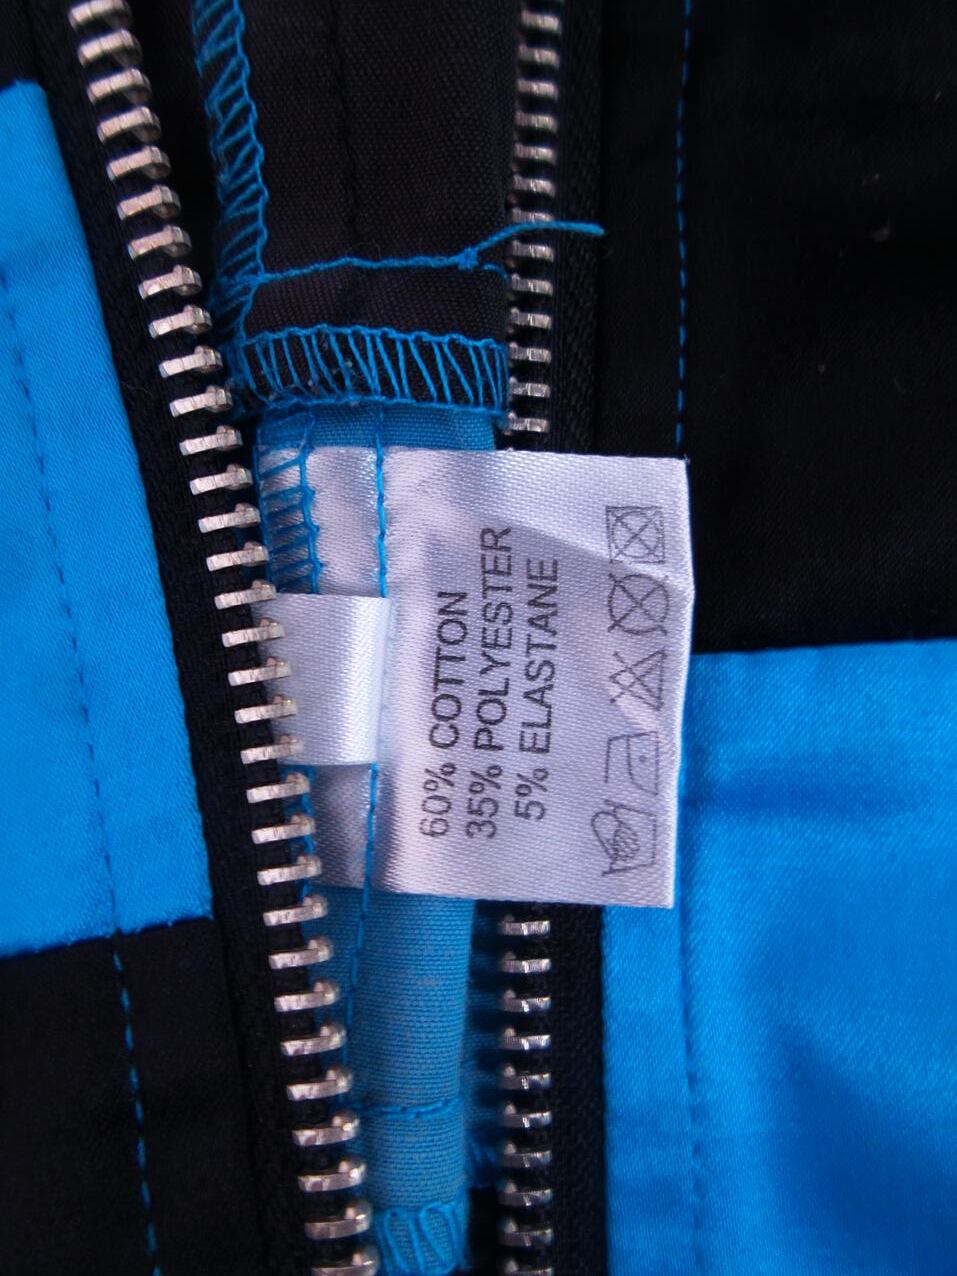 60% COTTON
35% POLYESTER
5% ELASTANE